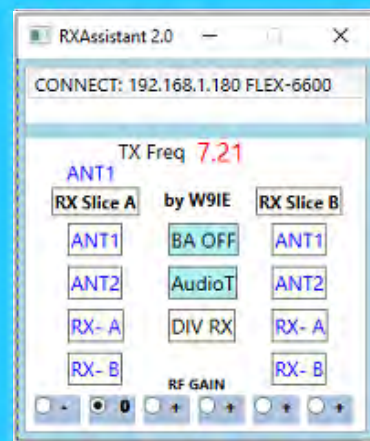 RXAssistant 2.0
CONNECT: 192.168.1.180 FLEX-6600
TX Freq 7.21
ANT1
RX Slice A by W9IE RX Slice B
ANT1 BA OFF ANT1
ANT2 AudioT ANT2
RX- A DIV RX RX- A
RX- B RX- B
RF GAIN
- 0 + + + +